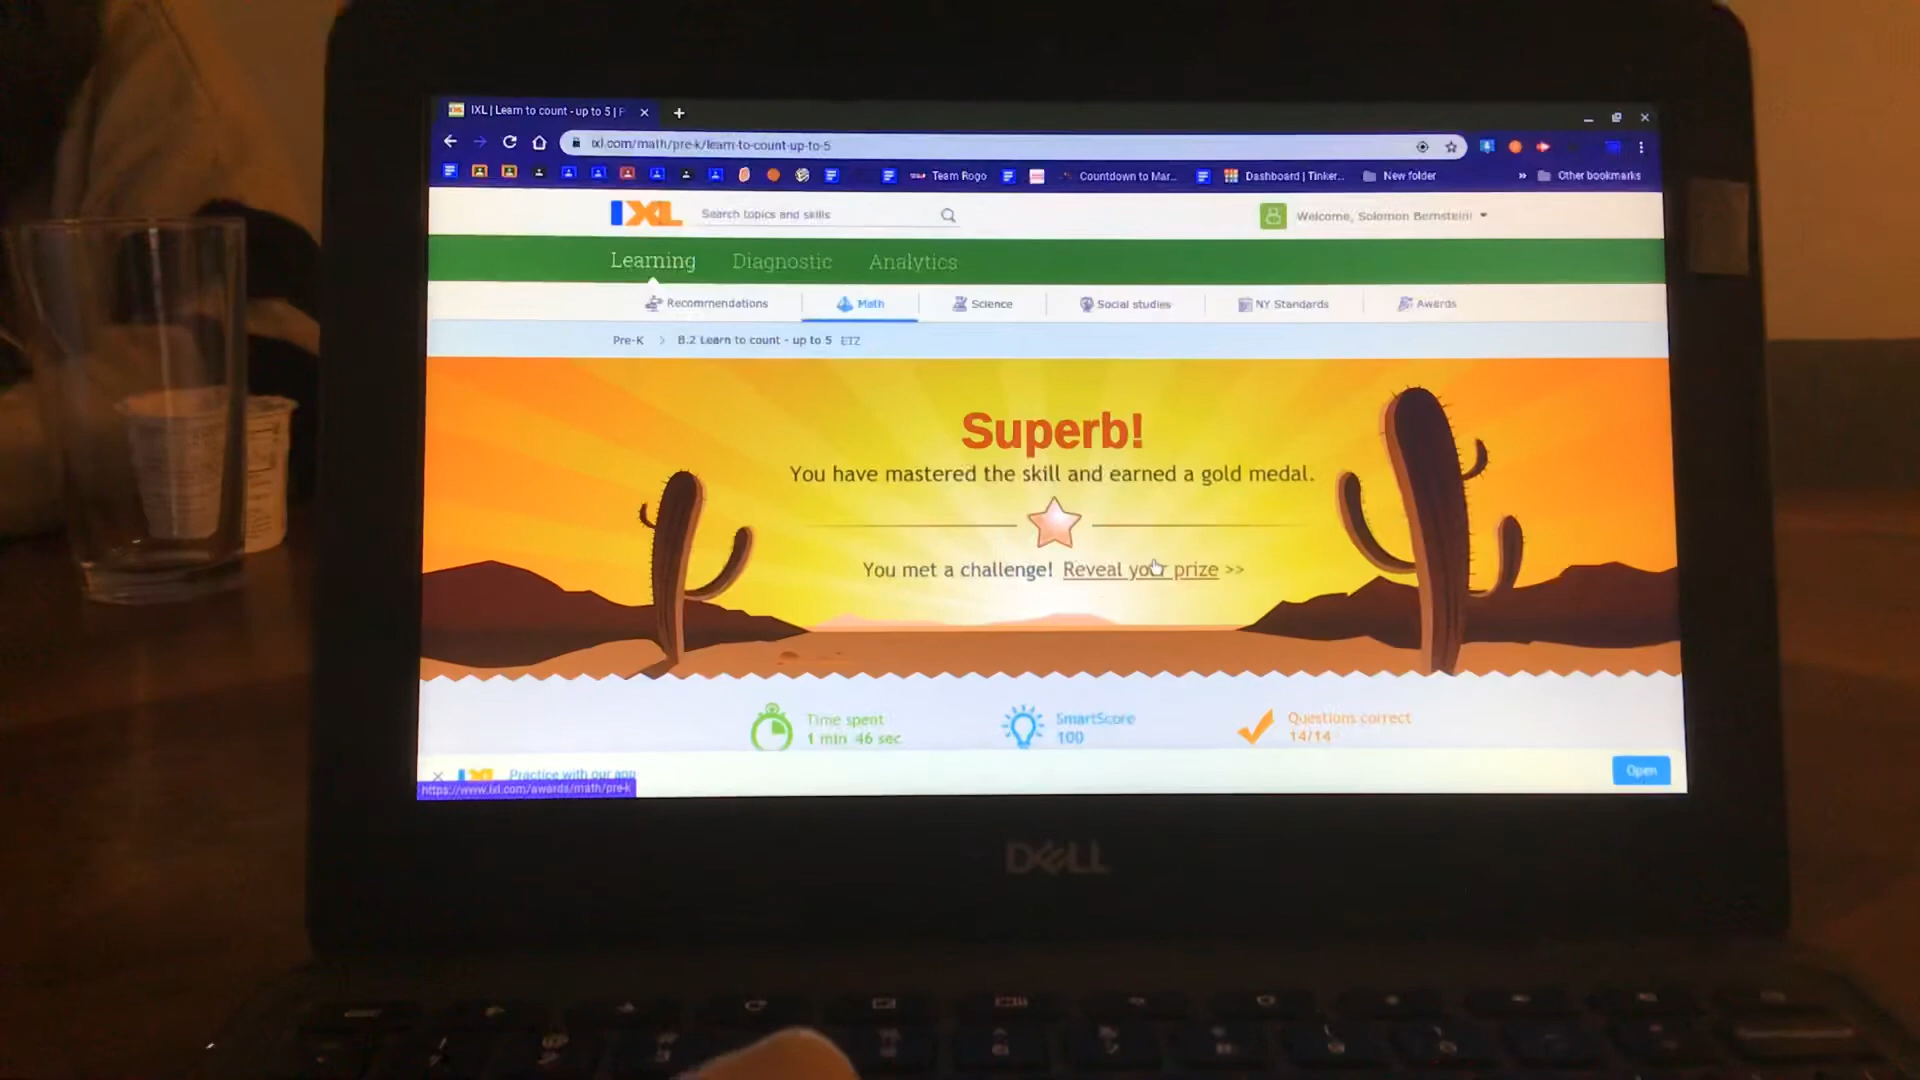 IXL | Learn to count - up to 5 | P
ixl.com/math/pre-k/learn-to-count-up-to-5
Team Rogo
Countdown to Mar...
Dashboard | Tinker...
New folder
»
Other bookmarks
IXL
Search topics and skills
Welcome, Solomon Bernstein!
Learning
Diagnostic
Analytics
Recommendations
Math
Science
Social studies
NY Standards
Awards
Pre-K > B.2 Learn to count - up to 5 ETZ
Superb!
You have mastered the skill and earned a gold medal.
You met a challenge! Reveal your prize >>
Time spent
1 min 46 sec
SmartScore
100
Questions correct
14/14
IXL
Practice with our app
Open
https://www.ixl.com/awards/math/pre-k
DELL